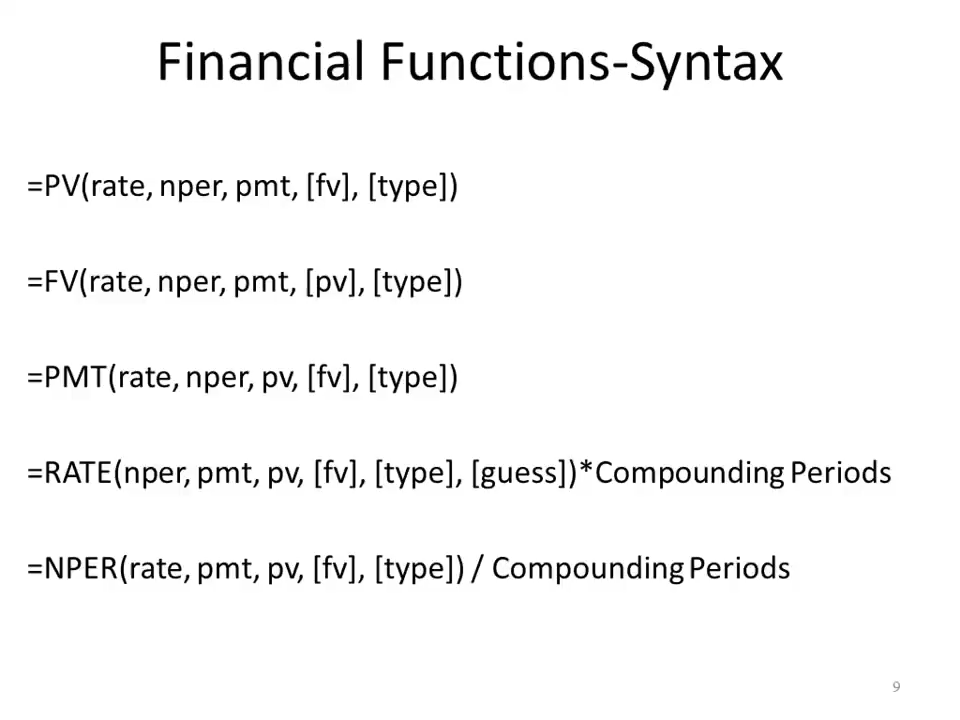 Financial Functions-Syntax
=PV(rate, nper, pmt, [fv], [type])
=FV(rate, nper, pmt, [pv], [type])
=PMT(rate, nper, pv, [fv], [type])
=RATE(nper, pmt, pv, [fv], [type], [guess])*Compounding Periods
=NPER(rate, pmt, pv, [fv], [type]) / Compounding Periods
9